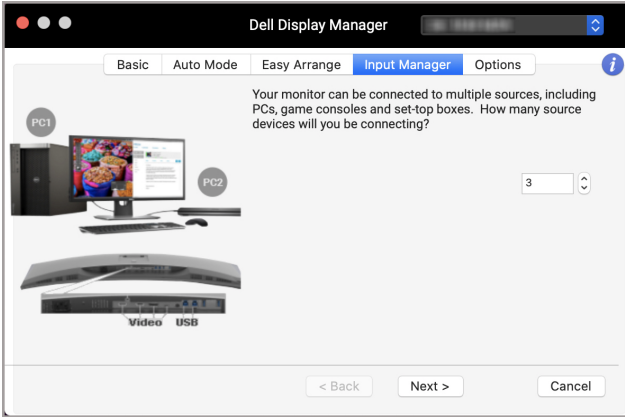 Dell Display Manager
Basic Auto Mode Easy Arrange Input Manager Options
Your monitor can be connected to multiple sources, including
PCs, game consoles and set-top boxes. How many source
devices will you be connecting?
PC1
PC2
3
Video USB
< Back Next > Cancel